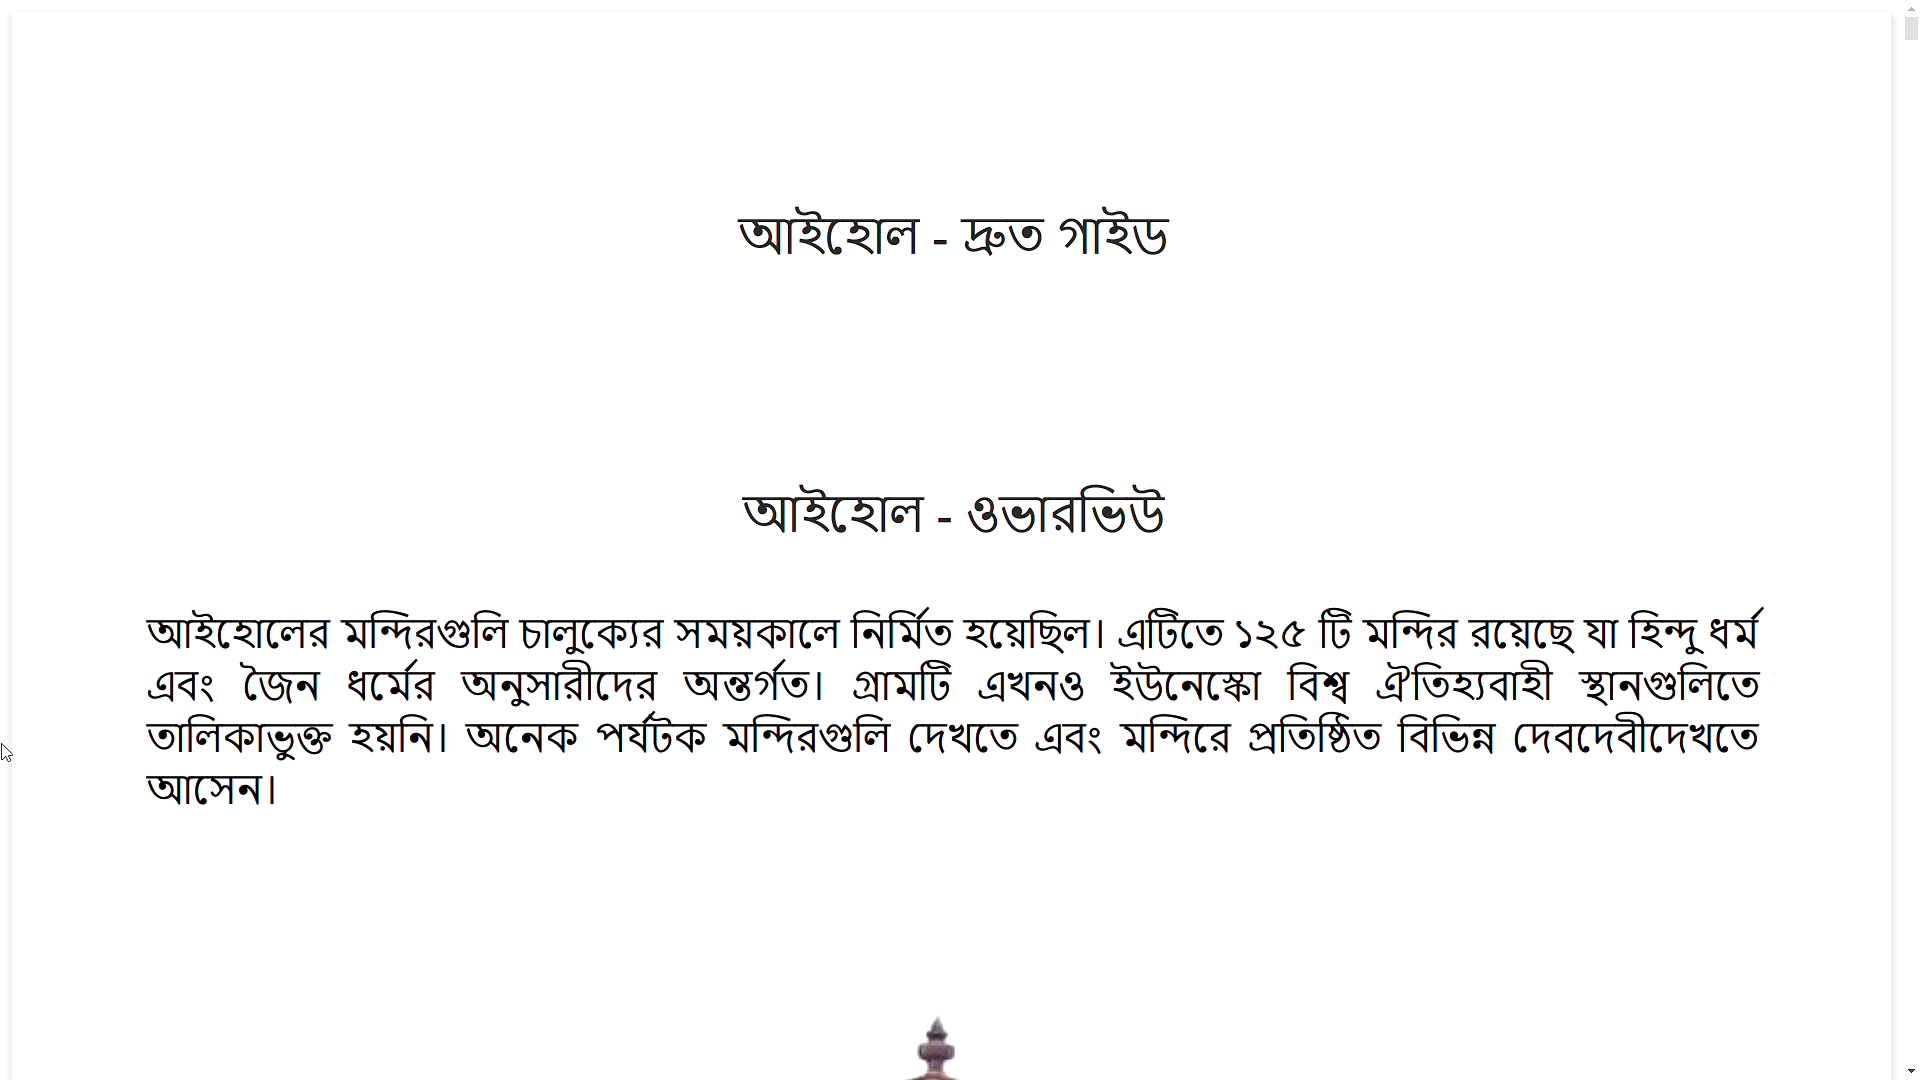 আইহোল - দ্রুত গাইড
আইহোল - ওভারভিউ
আইহোলের মন্দিরগুলি চালুক্যের সময়কালে নির্মিত হয়েছিল। এটিতে ১২৫ টি মন্দির রয়েছে যা হিন্দু ধর্ম
এবং জৈন ধর্মের অনুসারীদের অন্তর্গত। গ্রামটি এখনও ইউনেস্কো বিশ্ব ঐতিহ্যবাহী স্থানগুলিতে
তালিকাভুক্ত হয়নি। অনেক পর্যটক মন্দিরগুলি দেখতে এবং মন্দিরে প্রতিষ্ঠিত বিভিন্ন দেবদেবীদেখতে
আসেন।